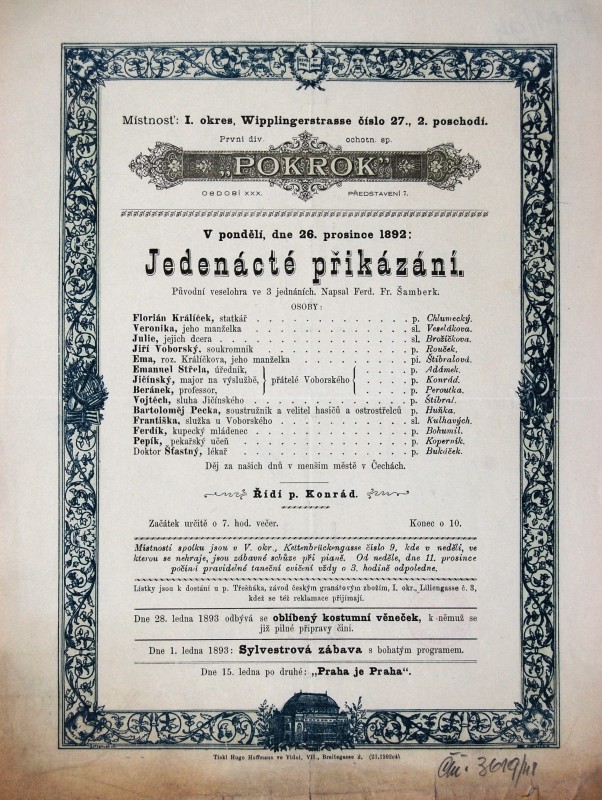 Místnosť: I. okres, Wipplingerstrasse číslo 27., 2. poschodí.
První div. ochotn. sp.
„POKROK“
OBDOBÍ XXX. PŘEDSTAVENÍ 7.
V pondělí, dne 26. prosince 1892:
Jedenácté přikázání.
Původní veselohra ve 3 jednáních. Napsal Ferd. Fr. Šamberk.
OSOBY:
Florián Králíček, statkář . . . . . p. Chlumecký.
Veronika, jeho manželka . . . . . sl. Veselákova.
Julie, jejich dcera . . . . . sl. Brožíčkova.
Jiří Voborský, soukromník . . . . . p. Rouček.
Ema, roz. Králíčkova, jeho manželka . . . . . pí. Štibralová.
Emanuel Střela, úředník, . . . . . p. Adámek.
Jičínský, major na výslužbě, } přátelé Voborského { . . . . p. Konrád.
Beránek, professor, . . . . . p. Peroutka.
Vojtěch, sluha Jičínského . . . . . p. Štibral.
Bartoloměj Pecka, soustružník a velitel hasičů a ostrostřelců p. Huňka.
Františka, služka u Voborského . . . . . sl. Kulhavých.
Ferdík, kupecký mládenec . . . . . p. Bohumil.
Pepík, pekařský učeň . . . . . p. Koperník.
Doktor Šťastný, lékař . . . . . p. Bukáček.
Děj za našich dnů v menším městě v Čechách.
Řídí p. Konrád.
Začátek určitě o 7. hod. večer. Konec o 10.
Místnosti spolku jsou v V. okr., Kettenbrückengasse číslo 9, kde v neděli, ve
kterou se nehraje, jsou zábavné schůze při pianě. Od neděle, dne 11. prosince
počínají pravidelné taneční cvičení vždy o 3. hodině odpoledne.
Lístky jsou k dostání u p. Třešňáka, závod českým granátovým zbožím, I. okr., Liliengasse č. 3,
kdež se též reklamace přijímají.
Dne 28. ledna 1893 odbývá se oblíbený kostumní věneček, k němuž se
již pilné přípravy činí.
Dne 1. ledna 1893: Sylvestrová zábava s bohatým programem.
Dne 15. ledna po druhé: „Praha je Praha“.
Tiskl Hugo Hoffmann ve Vídni, VII., Breitegasse